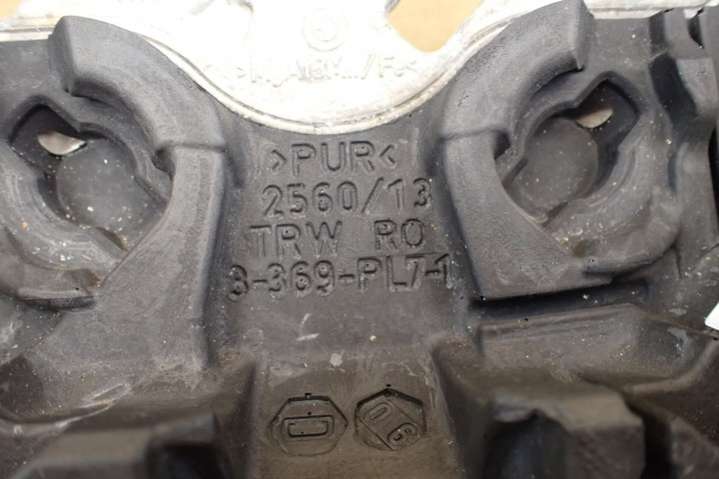 >PUR<
2560/13
TRW RO
3-369-PL7-1
D